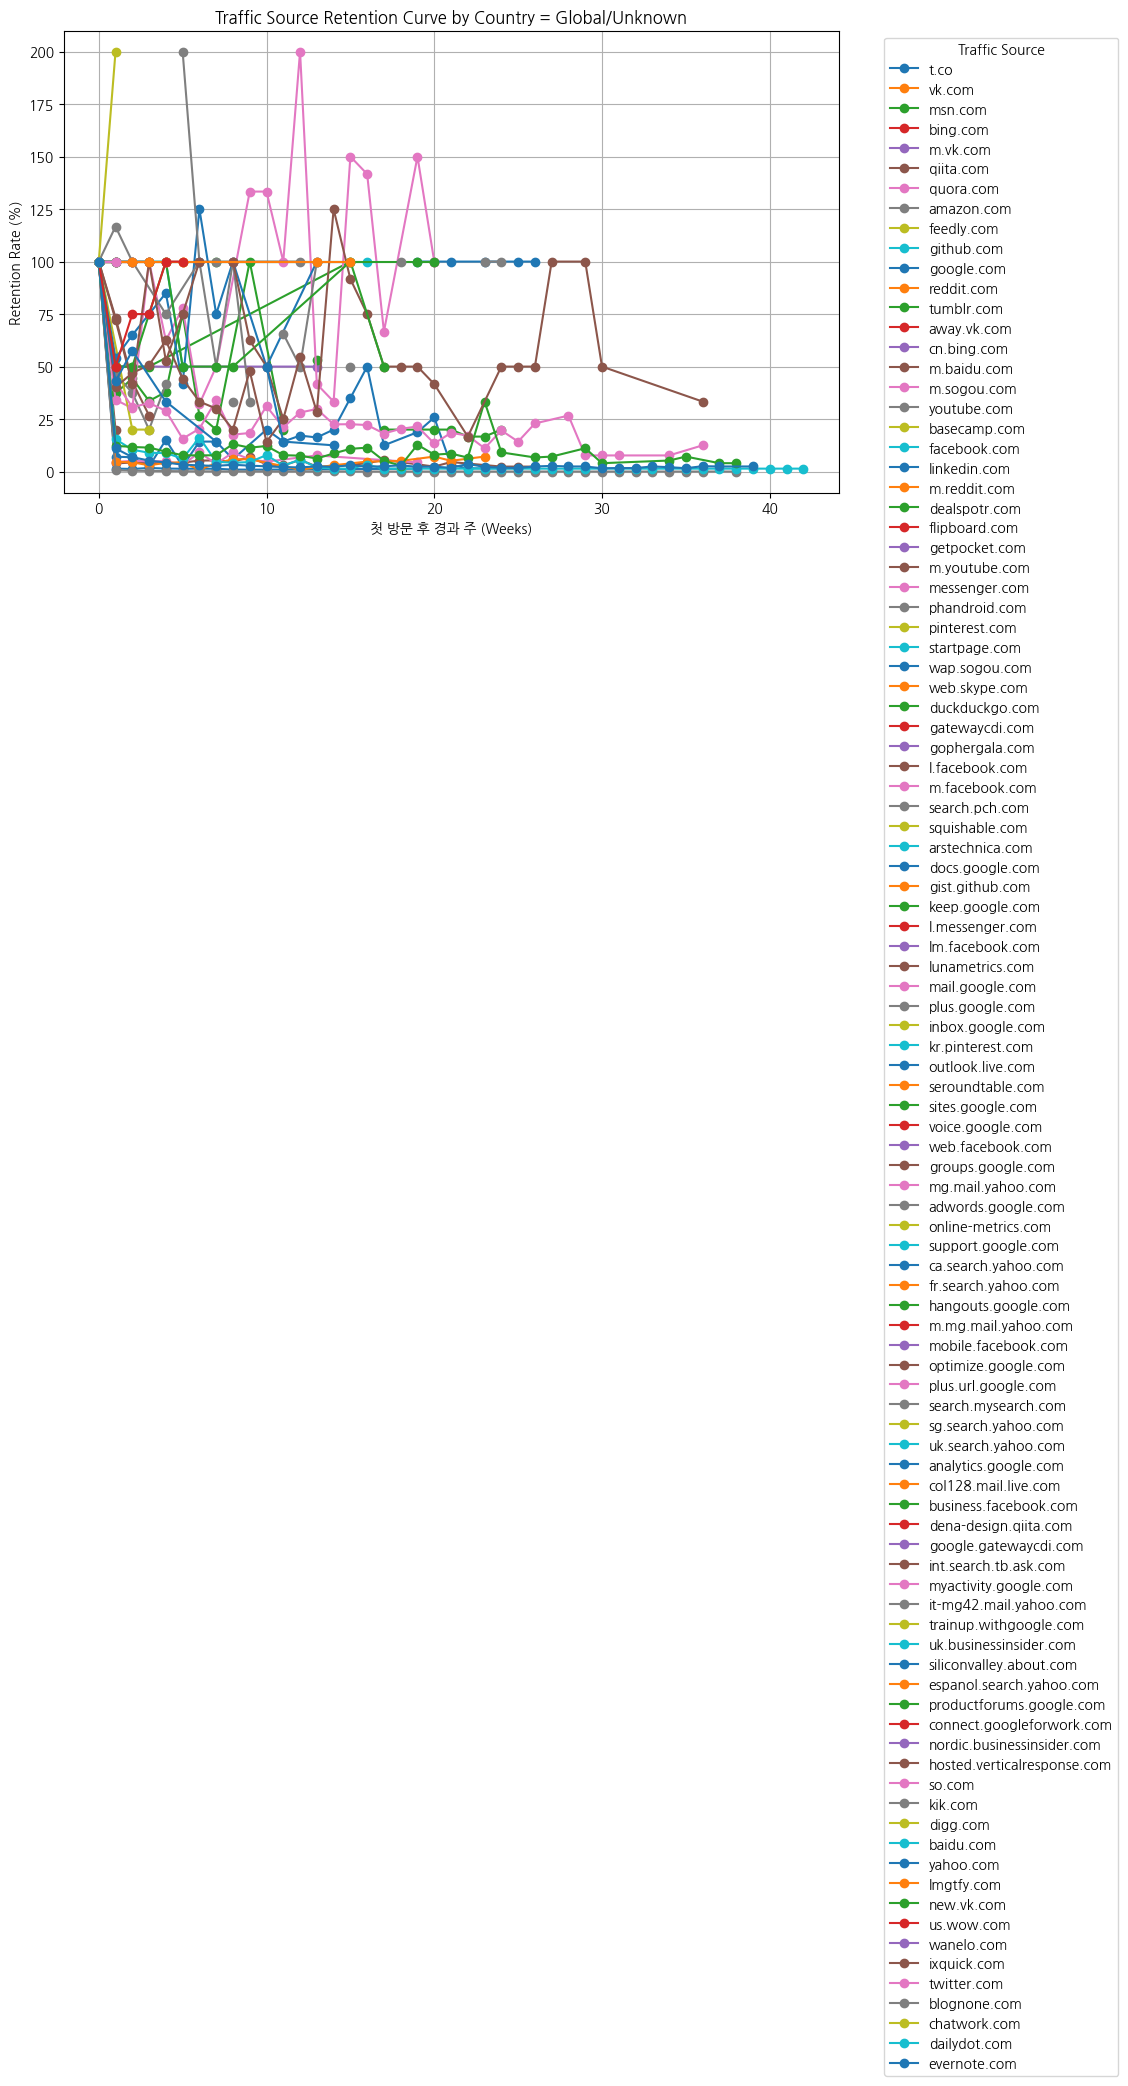 Traffic Source Retention Curve by Country = Global/Unknown
Retention Rate (%)
200
175
150
125
100
75
50
25
0
0 10 20 30 40
첫 방문 후 경과 주 (Weeks)
Traffic Source
t.co
vk.com
msn.com
bing.com
m.vk.com
qiita.com
quora.com
amazon.com
feedly.com
github.com
google.com
reddit.com
tumblr.com
away.vk.com
cn.bing.com
m.baidu.com
m.sogou.com
youtube.com
basecamp.com
facebook.com
linkedin.com
m.reddit.com
dealspotr.com
flipboard.com
getpocket.com
m.youtube.com
messenger.com
phandroid.com
pinterest.com
startpage.com
wap.sogou.com
web.skype.com
duckduckgo.com
gatewaycdi.com
gophergala.com
l.facebook.com
m.facebook.com
search.pch.com
squishable.com
arstechnica.com
docs.google.com
gist.github.com
keep.google.com
l.messenger.com
lm.facebook.com
lunametrics.com
mail.google.com
plus.google.com
inbox.google.com
kr.pinterest.com
outlook.live.com
seroundtable.com
sites.google.com
voice.google.com
web.facebook.com
groups.google.com
mg.mail.yahoo.com
adwords.google.com
online-metrics.com
support.google.com
ca.search.yahoo.com
fr.search.yahoo.com
hangouts.google.com
m.mg.mail.yahoo.com
mobile.facebook.com
optimize.google.com
plus.url.google.com
search.mysearch.com
sg.search.yahoo.com
uk.search.yahoo.com
analytics.google.com
col128.mail.live.com
business.facebook.com
dena-design.qiita.com
google.gatewaycdi.com
int.search.tb.ask.com
myactivity.google.com
it-mg42.mail.yahoo.com
trainup.withgoogle.com
uk.businessinsider.com
siliconvalley.about.com
espanol.search.yahoo.com
productforums.google.com
connect.googleforwork.com
nordic.businessinsider.com
hosted.verticalresponse.com
so.com
kik.com
digg.com
baidu.com
yahoo.com
lmgtfy.com
new.vk.com
us.wow.com
wanelo.com
ixquick.com
twitter.com
blognone.com
chatwork.com
dailydot.com
evernote.com